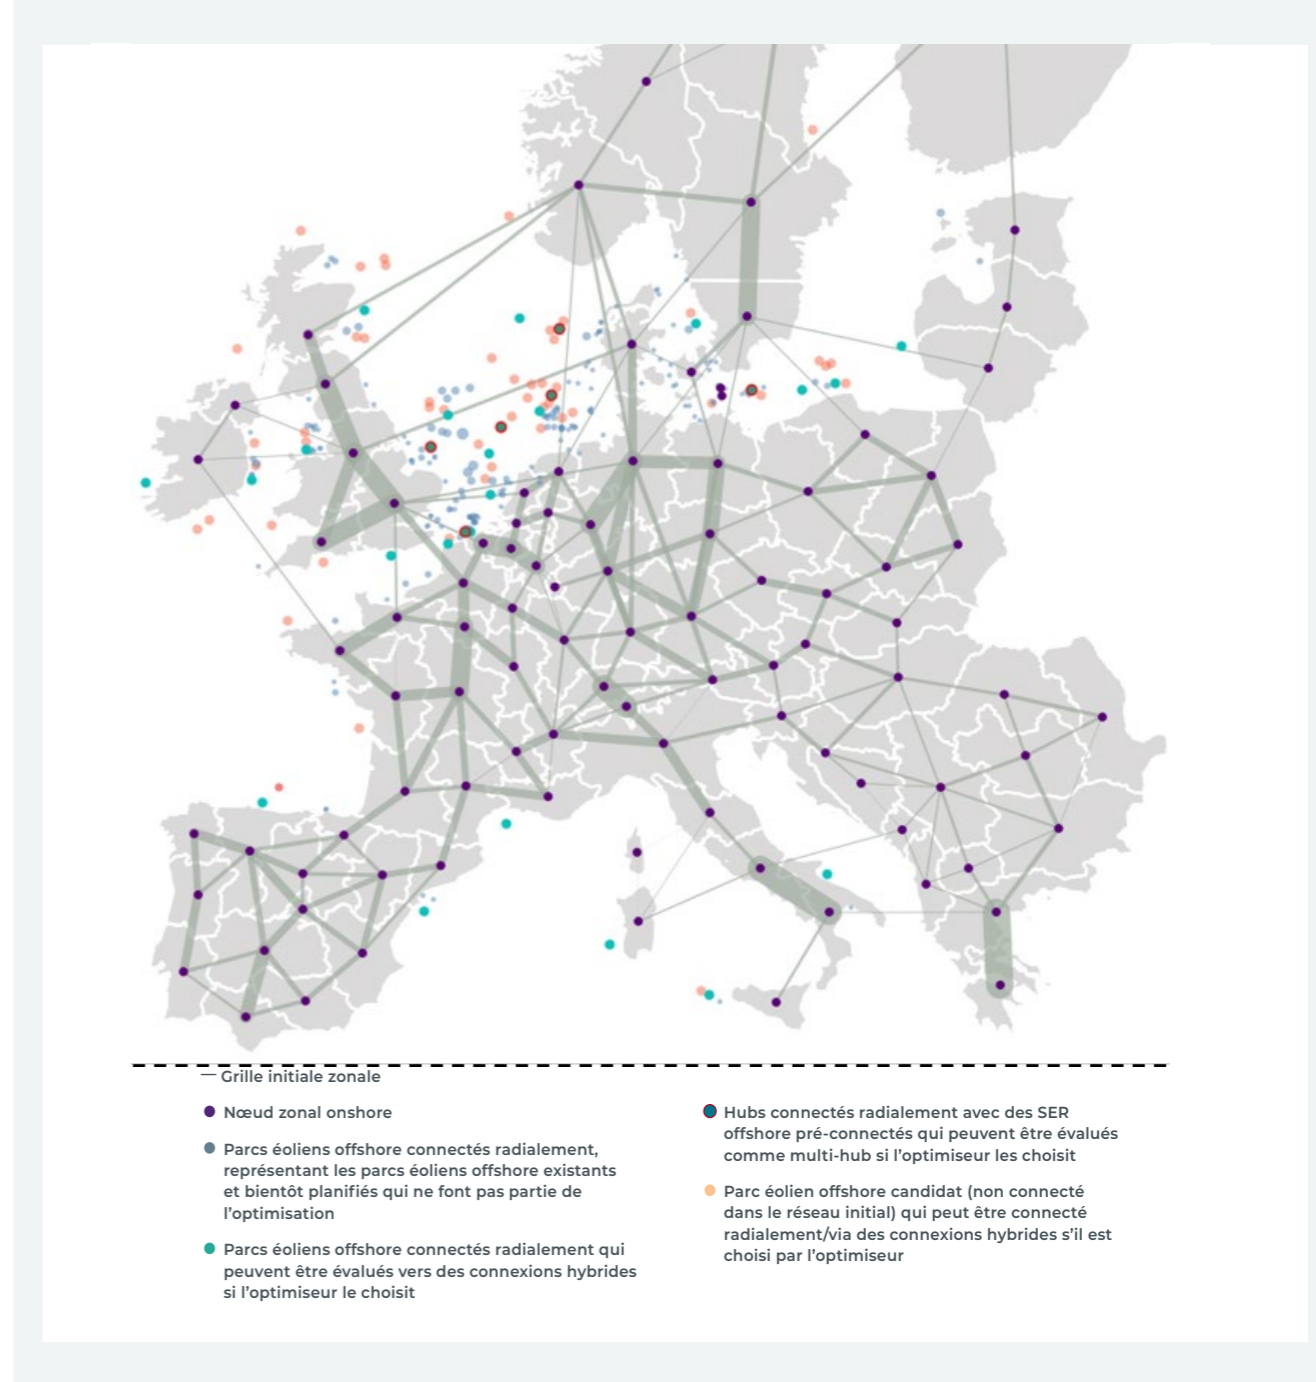 Grille initiale zonale
Nœud zonal onshore
Parcs éoliens offshore connectés radialement,
représentant les parcs éoliens offshore existants
et bientôt planifiés qui ne font pas partie de
l’optimisation
Parcs éoliens offshore connectés radialement qui
peuvent être évalués vers des connexions hybrides
si l’optimiseur le choisit
Hubs connectés radialement avec des SER
offshore pré-connectés qui peuvent être évalués
comme multi-hub si l’optimiseur les choisit
Parc éolien offshore candidat (non connecté
dans le réseau initial) qui peut être connecté
radialement/via des connexions hybrides s’il est
choisi par l’optimiseur